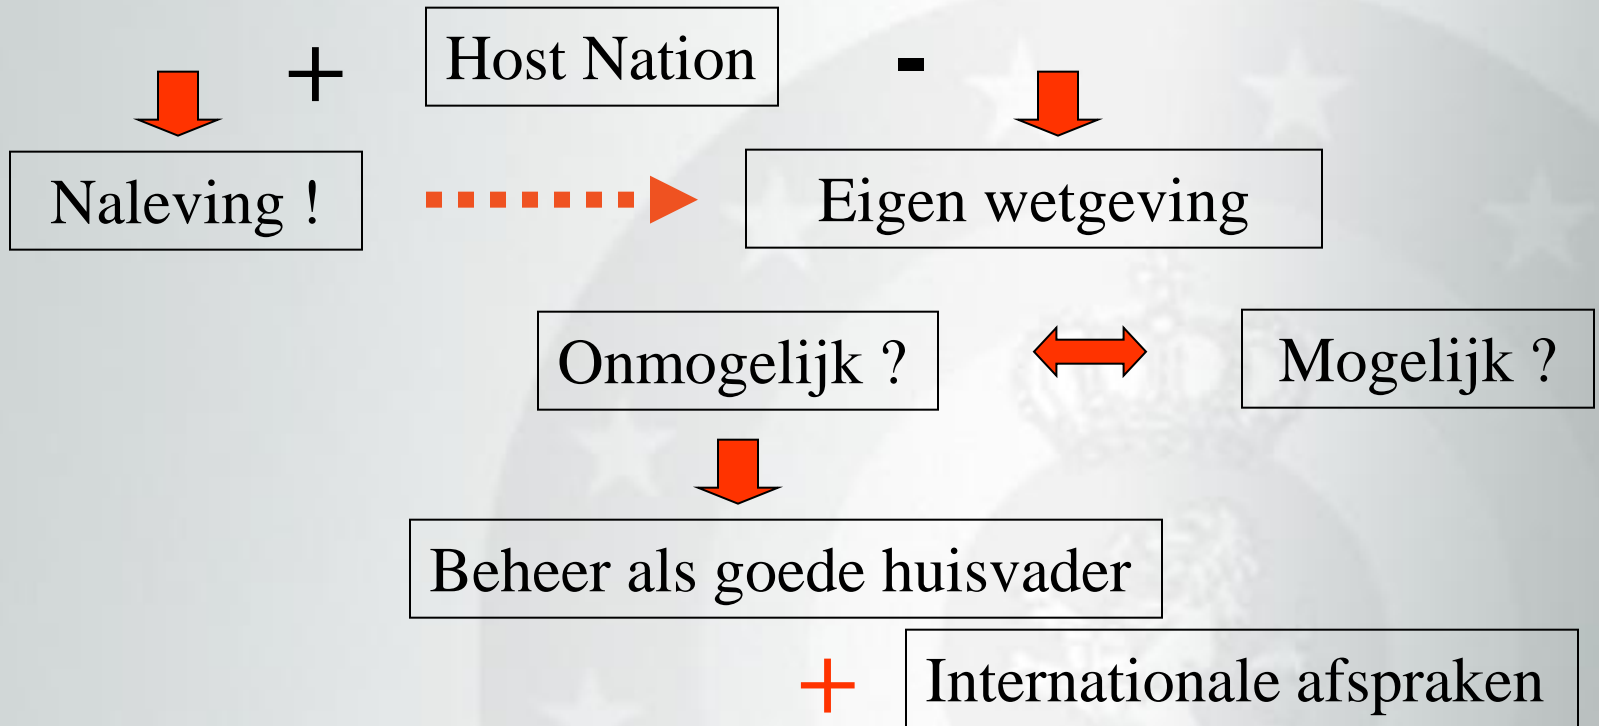 + Host Nation -
Naleving !
Eigen wetgeving
Onmogelijk ?
Mogelijk ?
Beheer als goede huisvader
+ Internationale afspraken